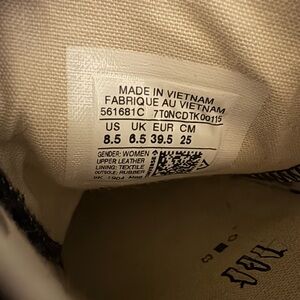 MADE IN VIETNAM
FABRIQUE AU VIETNAM
561681C 7T0NCDTK00115
US UK EUR CM
8.5 6.5 39.5 25
GENDER: WOMEN
UPPER: LEATHER
LINING: TEXTILE
OUTSOLE: RUBBER